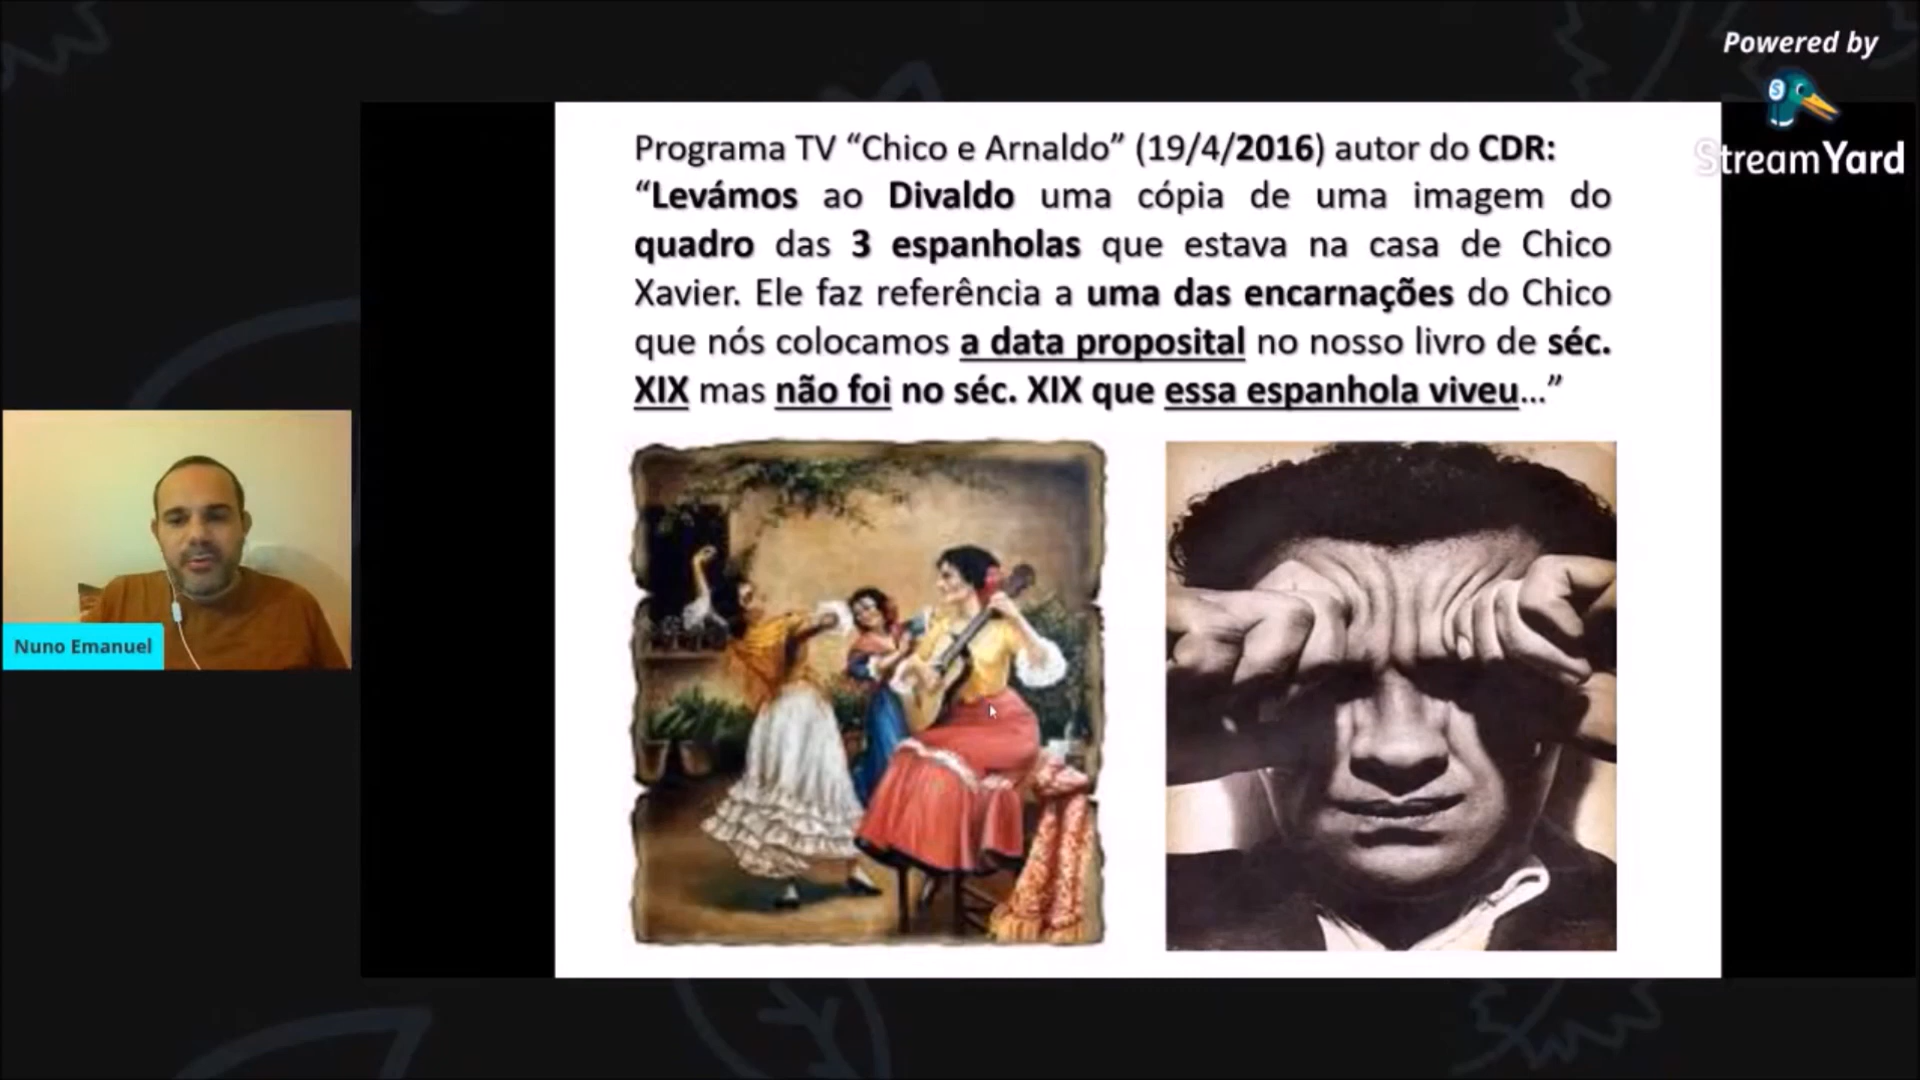 Powered by
StreamYard
Programa TV “Chico e Arnaldo” (19/4/2016) autor do CDR:
“Levámos ao Divaldo uma cópia de uma imagem do
quadro das 3 espanholas que estava na casa de Chico
Xavier. Ele faz referência a uma das encarnações do Chico
que nós colocamos a data proposital no nosso livro de séc.
XIX mas não foi no séc. XIX que essa espanhola viveu...”
Nuno Emanuel